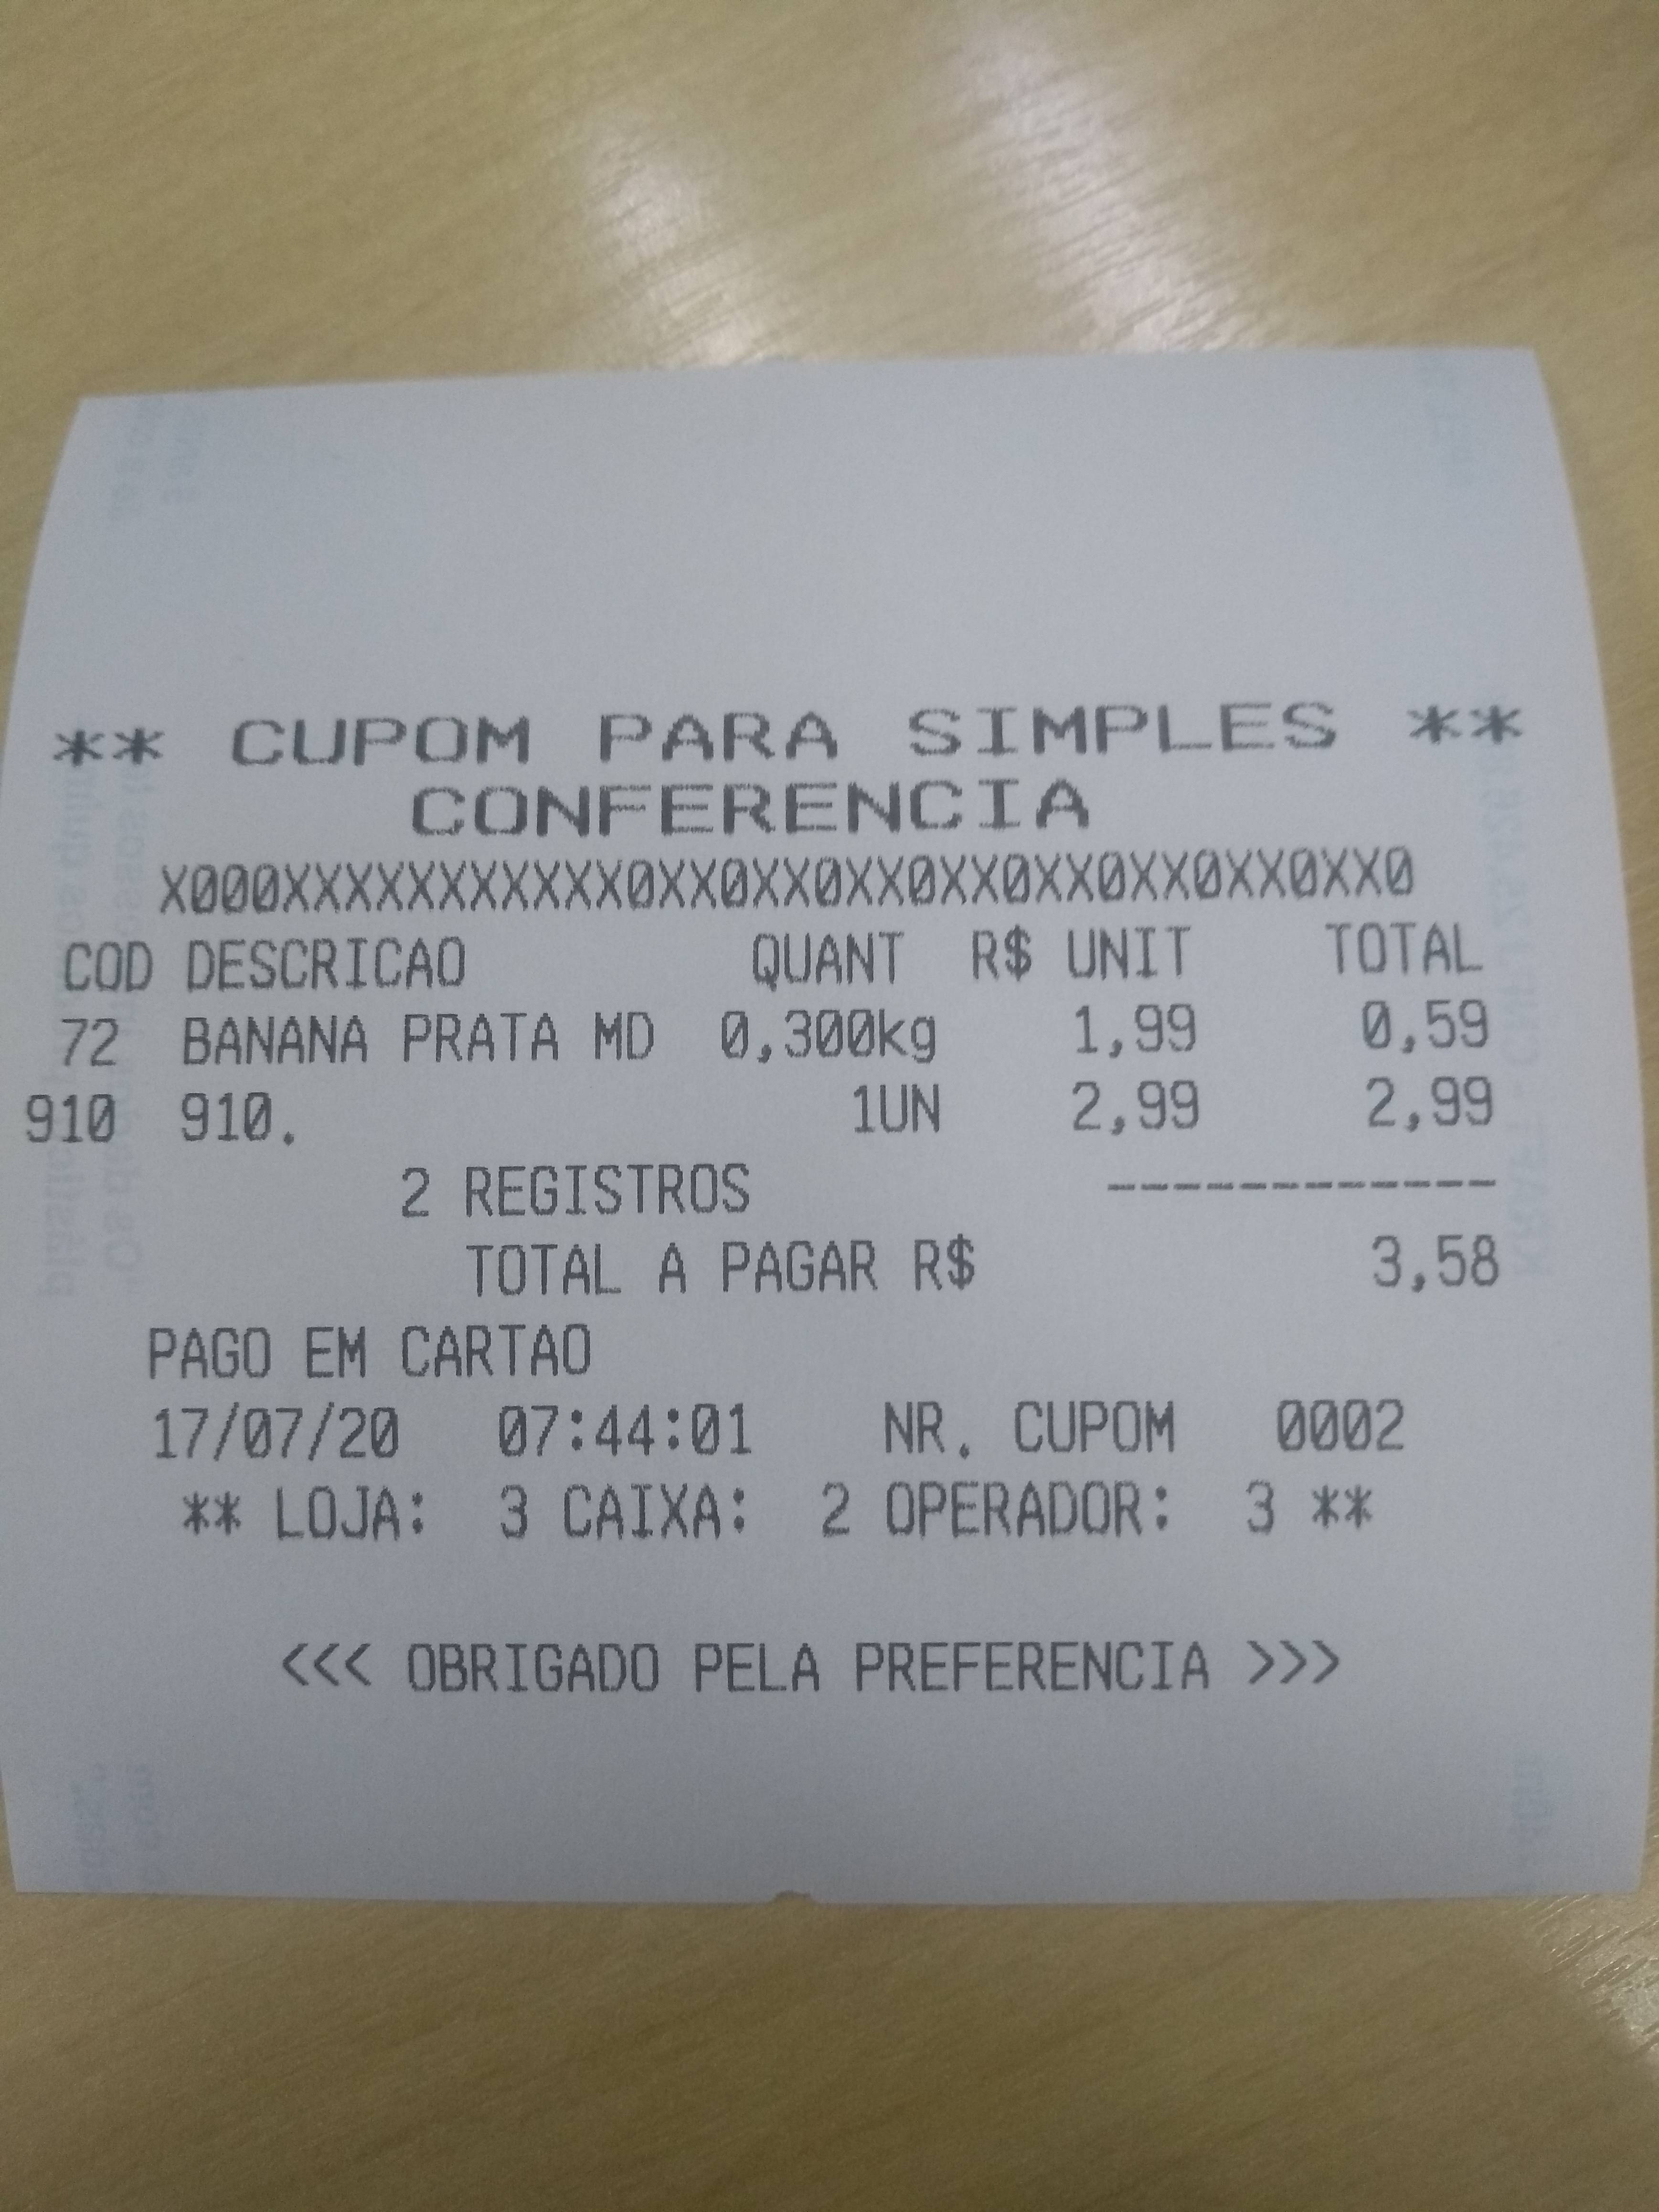 ** CUPOM PARA SIMPLES **
CONFERENCIA
X000XXXXXXXXXXX0XX0XX0XX0XX0XX0XX0XX0XX0
COD DESCRICAO QUANT R$ UNIT TOTAL
72 BANANA PRATA MD 0,300kg 1,99 0,59
910 910. 1UN 2,99 2,99
2 REGISTROS ------------
TOTAL A PAGAR R$ 3,58
PAGO EM CARTAO
17/07/20 07:44:01 NR. CUPOM 0002
** LOJA: 3 CAIXA: 2 OPERADOR: 3 **
<<< OBRIGADO PELA PREFERENCIA >>>